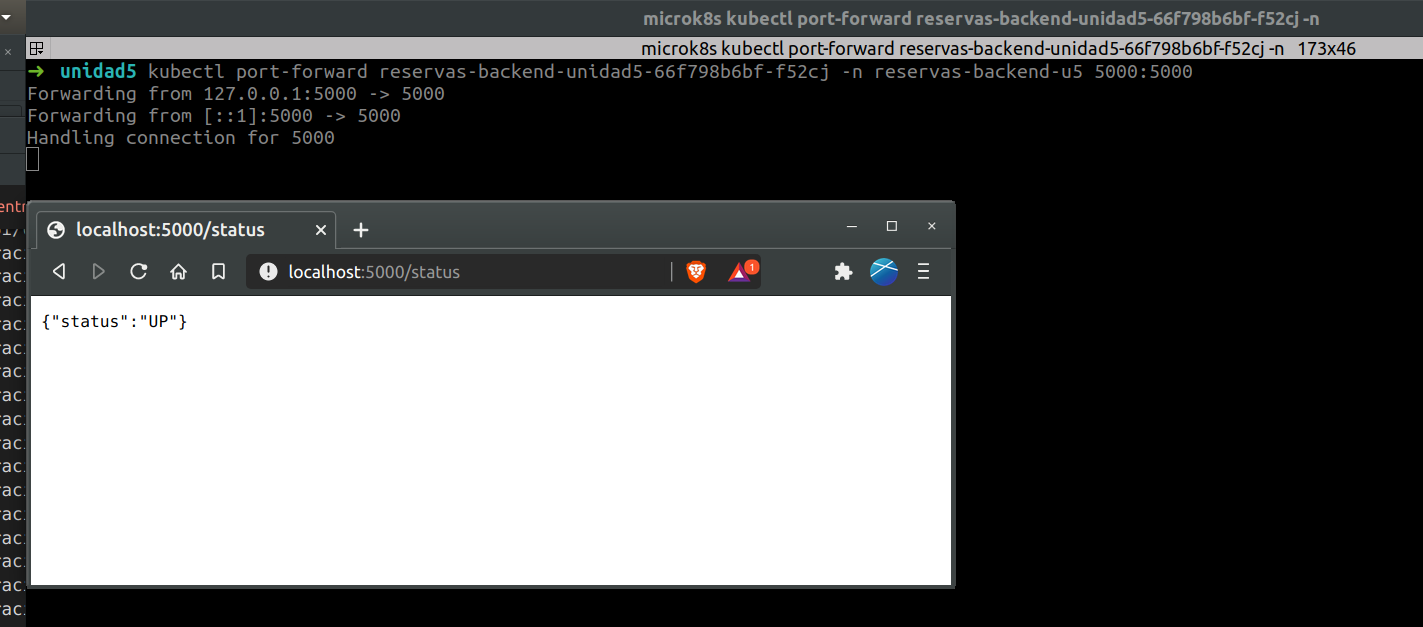 microk8s kubectl port-forward reservas-backend-unidad5-66f798b6bf-f52cj -n
microk8s kubectl port-forward reservas-backend-unidad5-66f798b6bf-f52cj -n 173x46
➜ unidad5 kubectl port-forward reservas-backend-unidad5-66f798b6bf-f52cj -n reservas-backend-u5 5000:5000
Forwarding from 127.0.0.1:5000 -> 5000
Forwarding from [::1]:5000 -> 5000
Handling connection for 5000
localhost:5000/status
localhost:5000/status
1
{"status":"UP"}